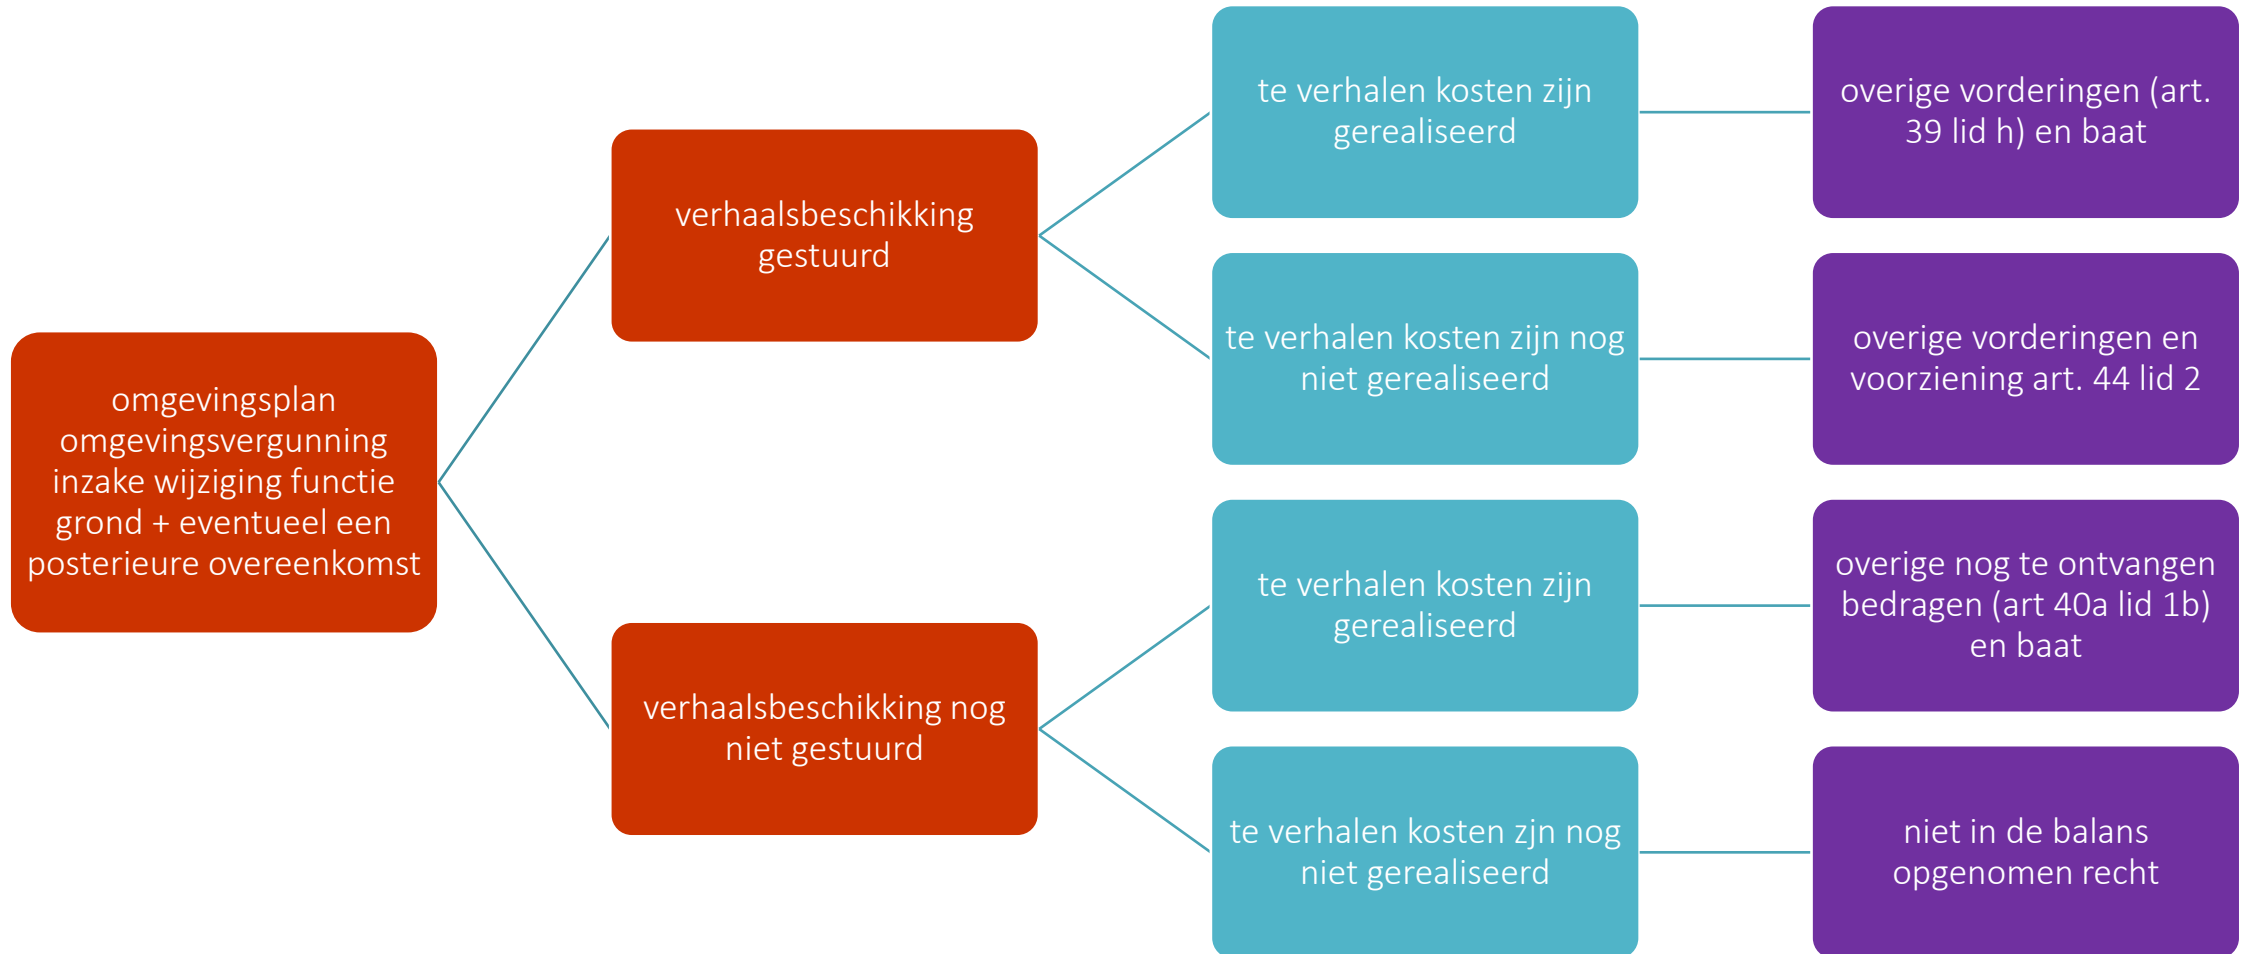 omgevingsplan
omgevingsvergunning
inzake wijziging functie
grond + eventueel een
posterieure overeenkomst
verhaalsbeschikking
gestuurd
te verhalen kosten zijn
gerealiseerd
overige vorderingen (art.
39 lid h) en baat
te verhalen kosten zijn nog
niet gerealiseerd
overige vorderingen en
voorziening art. 44 lid 2
verhaalsbeschikking nog
niet gestuurd
te verhalen kosten zijn
gerealiseerd
overige nog te ontvangen
bedragen (art 40a lid 1b)
en baat
te verhalen kosten zjn nog
niet gerealiseerd
niet in de balans
opgenomen recht